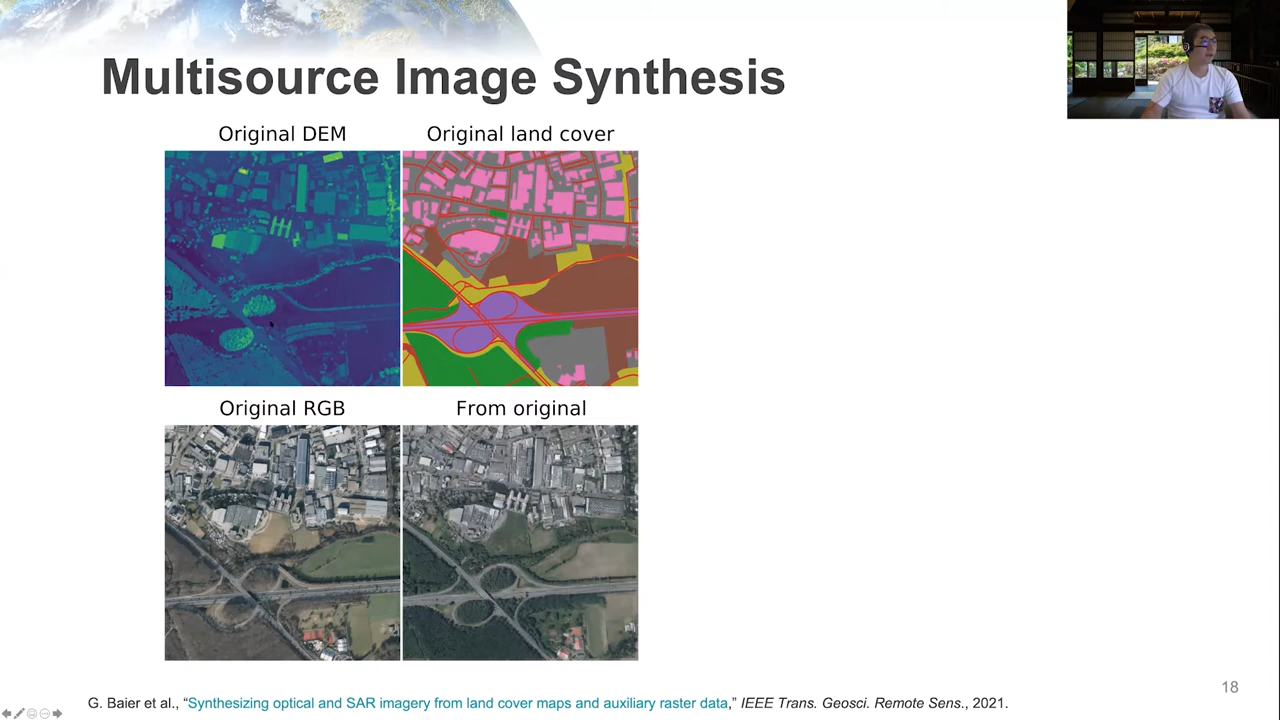 Multisource Image Synthesis
Original DEM
Original land cover
Original RGB
From original
18
G. Baier et al., “Synthesizing optical and SAR imagery from land cover maps and auxiliary raster data,” IEEE Trans. Geosci. Remote Sens., 2021.